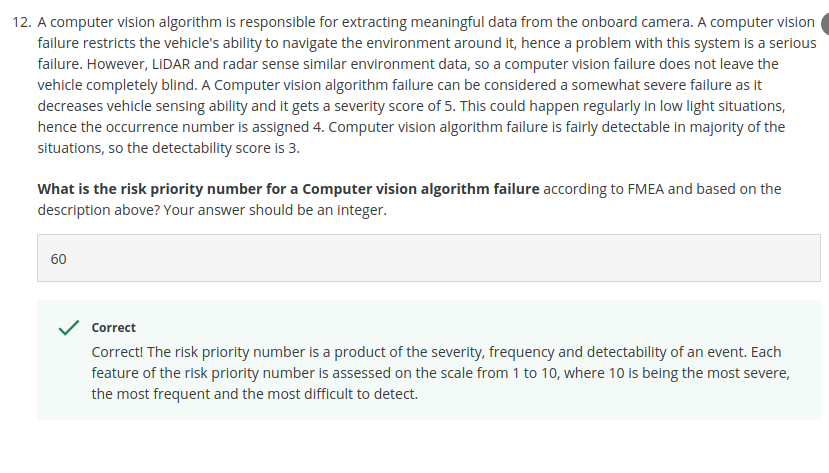 12. A computer vision algorithm is responsible for extracting meaningful data from the onboard camera. A computer vision
failure restricts the vehicle's ability to navigate the environment around it, hence a problem with this system is a serious
failure. However, LiDAR and radar sense similar environment data, so a computer vision failure does not leave the
vehicle completely blind. A Computer vision algorithm failure can be considered a somewhat severe failure as it
decreases vehicle sensing ability and it gets a severity score of 5. This could happen regularly in low light situations,
hence the occurrence number is assigned 4. Computer vision algorithm failure is fairly detectable in majority of the
situations, so the detectability score is 3.
What is the risk priority number for a Computer vision algorithm failure according to FMEA and based on the
description above? Your answer should be an integer.
60
Correct
Correct! The risk priority number is a product of the severity, frequency and detectability of an event. Each
feature of the risk priority number is assessed on the scale from 1 to 10, where 10 is being the most severe,
the most frequent and the most difficult to detect.